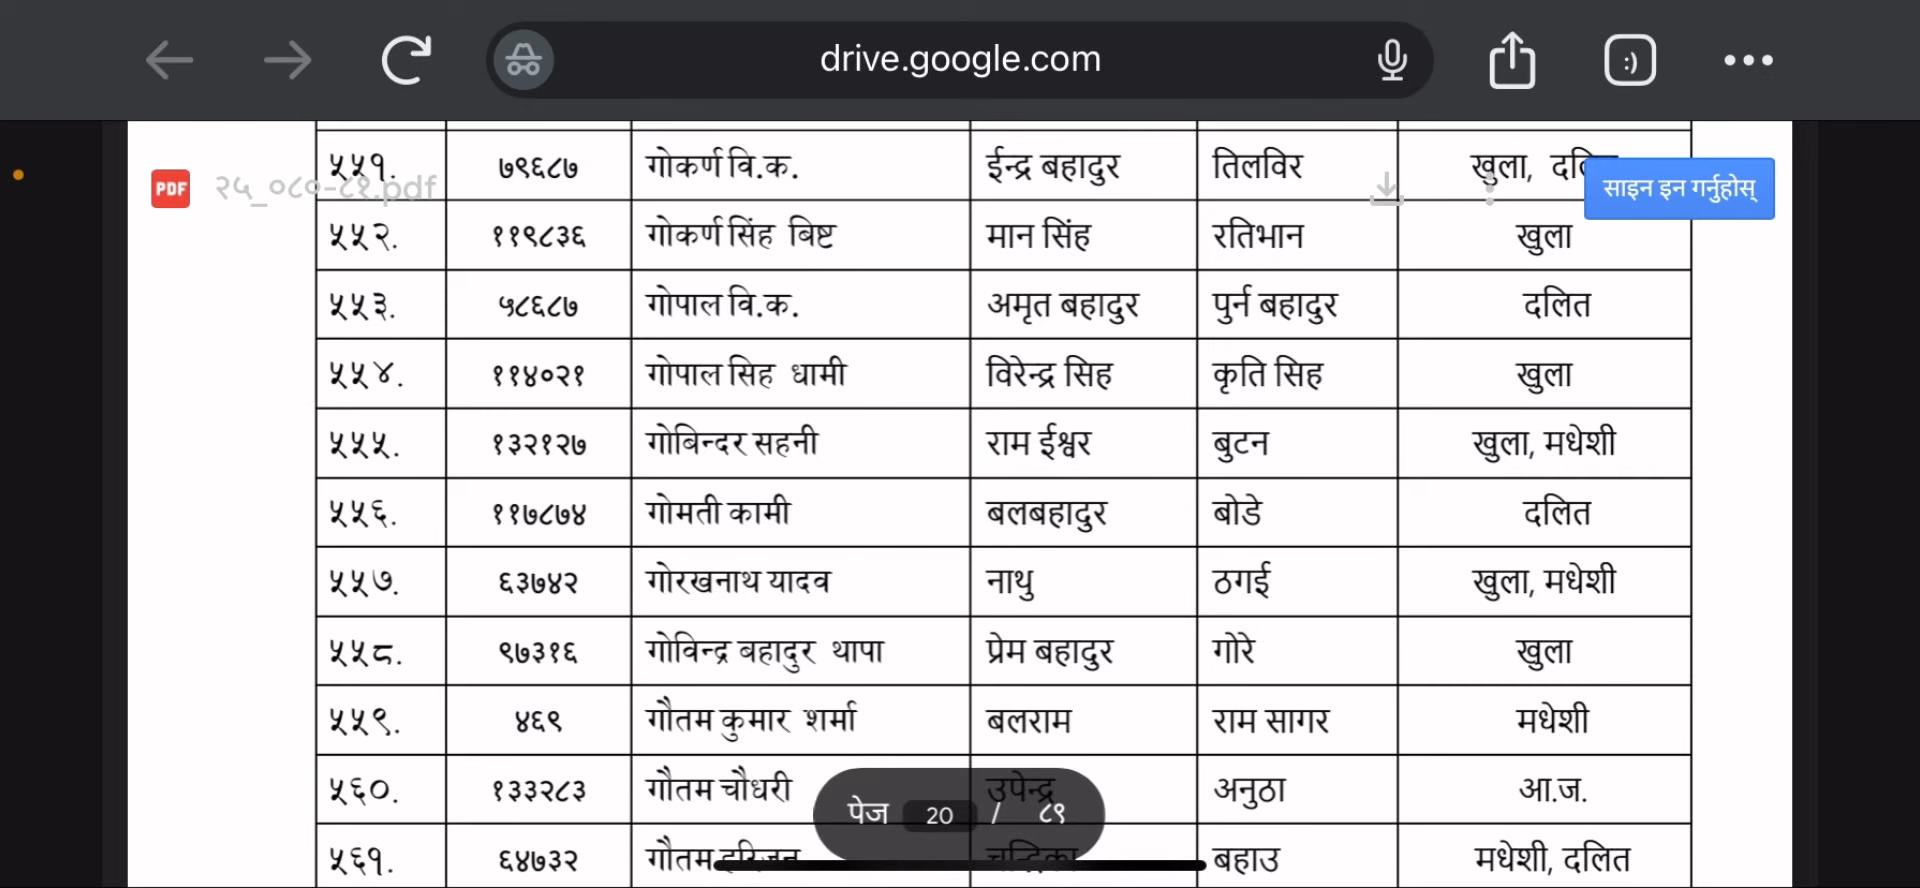 drive.google.com
५५१. ७९६८७ गोकर्ण वि.क. ईन्द्र बहादुर तिलविर खुला,
PDF २५_०८०-८१.pdf साइन इन गर्नुहोस्
५५२. ११९८३६ गोकर्ण सिंह बिष्ट मान सिंह रतिभान खुला
५५३. ५८६८७ गोपाल वि.क. अमृत बहादुर पुर्न बहादुर दलित
५५४. ११४०२१ गोपाल सिह धामी विरेन्द्र सिह कृति सिह खुला
५५५. १३२१२७ गोबिन्दर सहनी राम ईश्वर बुटन खुला, मधेशी
५५६. ११७८७४ गोमती कामी बलबहादुर बोडे दलित
५५७. ६३७४२ गोरखनाथ यादव नाथु ठगई खुला, मधेशी
५५८. ९७३१६ गोविन्द्र बहादुर थापा प्रेम बहादुर गोरे खुला
५५९. ४६९ गौतम कुमार शर्मा बलराम राम सागर मधेशी
५६०. १३३२८३ गौतम चौधरी उपेन्द्र अनुठा आ.ज.
पेज 20 / ८९
५६१. ६४७३२ गौतम बहाउ मधेशी, दलित